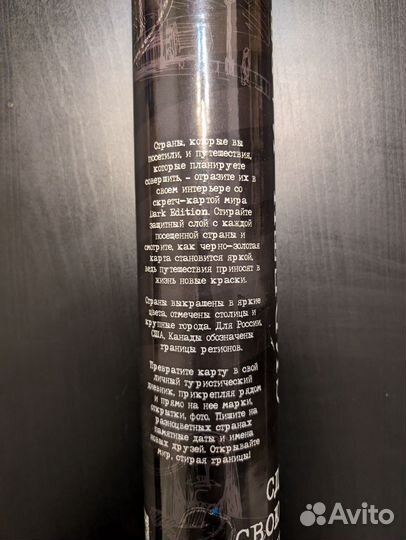 Страны, которые вы
посетили, и путешествия,
которые планируете
совершить, – отразите их в
своем интерьере со
скретч-картой мира
Dark Edition. Стирайте
защитный слой с каждой
посещенной страны и
смотрите, как черно-золотая
карта становится яркой,
ведь путешествия приносят в
жизнь новые краски.
Страны выкрашены в яркие
цвета, отмечены столицы и
крупные города. Для России,
США, Канады обозначены
границы регионов.
Превратите карту в свой
личный туристический
дневник, прикрепляя рядом
и прямо на нее марки,
открытки, фото. Пишите на
разноцветных странах
памятные даты и имена
новых друзей. Открывайте
мир, стирая границы!
Avito